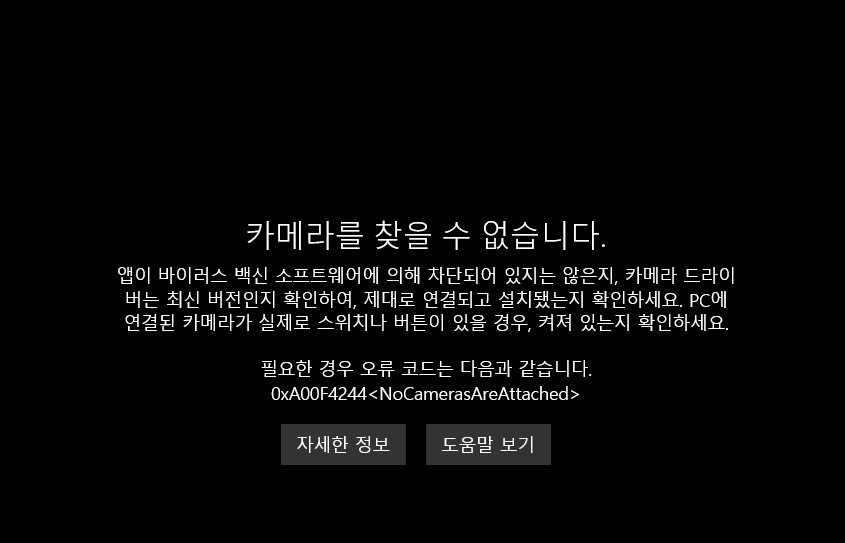 카메라를 찾을 수 없습니다.
앱이 바이러스 백신 소프트웨어에 의해 차단되어 있지는 않은지, 카메라 드라이
버는 최신 버전인지 확인하여, 제대로 연결되고 설치됐는지 확인하세요. PC에
연결된 카메라가 실제로 스위치나 버튼이 있을 경우, 켜져 있는지 확인하세요.
필요한 경우 오류 코드는 다음과 같습니다.
0xA00F4244<NoCamerasAreAttached>
자세한 정보
도움말 보기